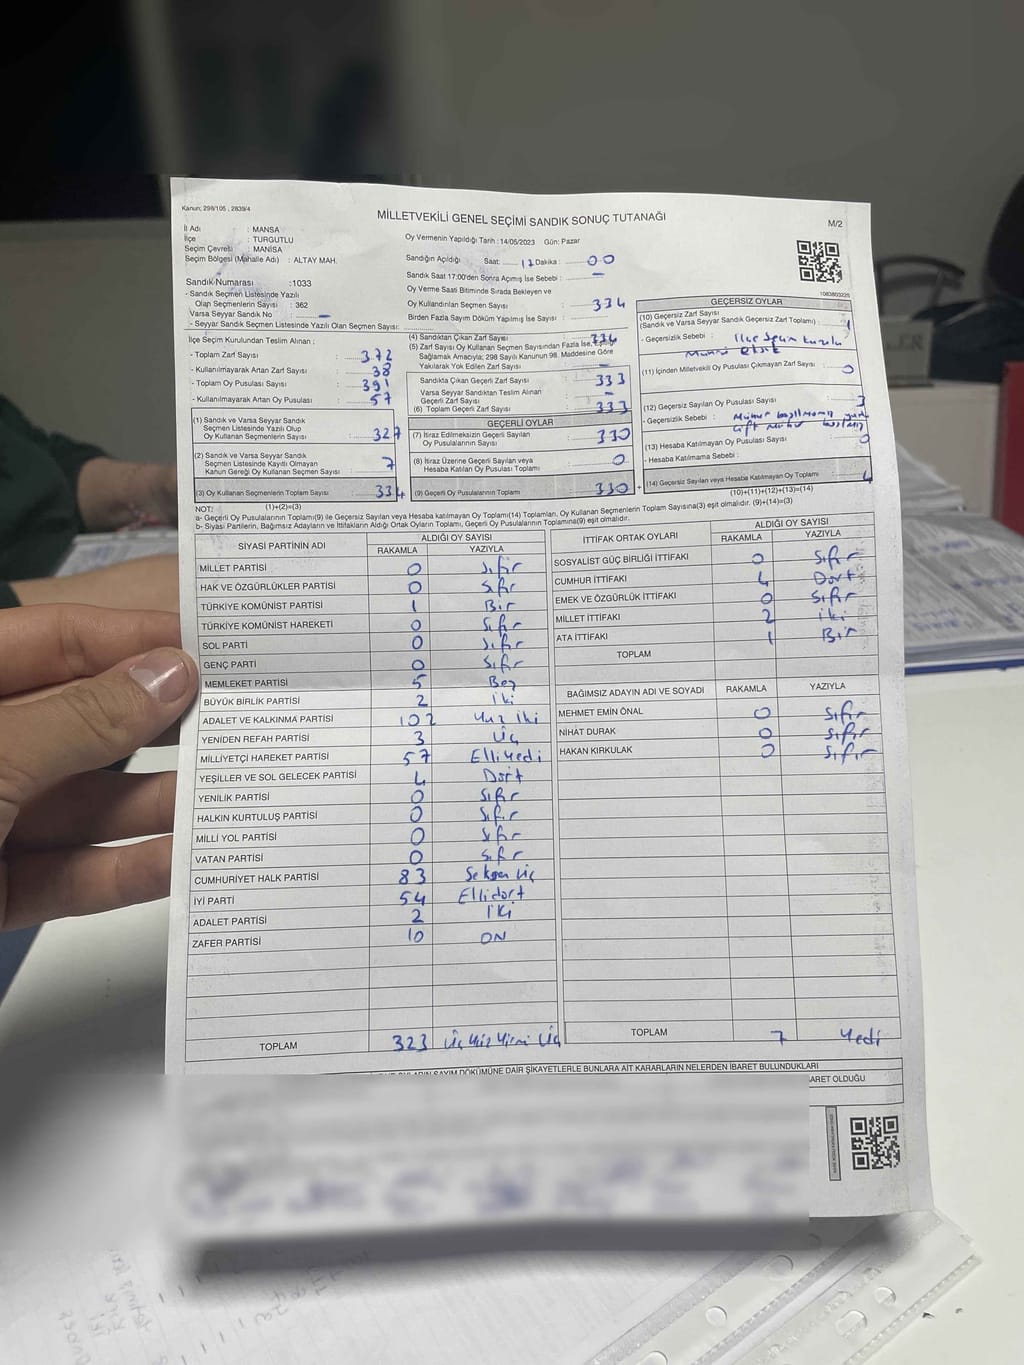 Kanun: 298/105 , 2839/4
MİLLETVEKİLİ GENEL SEÇİMİ SANDIK SONUÇ TUTANAĞI
M/2
İl Adı : MANSA
İlçe : TURGUTLU
Seçim Çevresi : MANİSA
Seçim Bölgesi (Mahalle Adı) : ALTAY MAH.
Sandık Numarası :1033
- Sandık Seçmen Listesinde Yazılı
Olan Seçmenlerin Sayısı : 362
Varsa Seyyar Sandık No : –
- Seyyar Sandık Seçmen Listesinde Yazılı Olan Seçmen Sayısı:
Oy Vermenin Yapıldığı Tarih : 14/05/2023 Gün: Pazar
Sandığın Açıldığı Saat: 17 Dakika : 00
Sandık Saat 17:00'den Sonra Açılmış İse Sebebi : –
Oy Verme Saati Bitiminde Sırada Bekleyen ve
Oy Kullandırılan Seçmen Sayısı : 334
Birden Fazla Sayım Döküm Yapılmış İse Sayısı :
İlçe Seçim Kurulundan Teslim Alınan :
- Toplam Zarf Sayısı : 372
- Kullanılmayarak Artan Zarf Sayısı : 38
- Toplam Oy Pusulası Sayısı : 391
- Kullanılmayarak Artan Oy Pusulası : 57
(1) Sandık ve Varsa Seyyar Sandık
Seçmen Listesinde Yazılı Olup
Oy Kullanan Seçmenlerin Sayısı : 327
(2) Sandık ve Varsa Seyyar Sandık
Seçmen Listesinde Kayıtlı Olmayan
Kanun Gereği Oy Kullanan Seçmen Sayısı : 7
(3) Oy Kullanan Seçmenlerin Toplam Sayısı : 334
(1)+(2)=(3)
(4) Sandıktan Çıkan Zarf Sayısı : 334
(5) Zarf Sayısı Oy Kullanan Seçmen Sayısından Fazla İse, Eşitliği
Sağlamak Amacıyla; 298 Sayılı Kanunun 98. Maddesine Göre
Yakılarak Yok Edilen Zarf Sayısı : –
Sandıkta Çıkan Geçerli Zarf Sayısı : 333
Varsa Seyyar Sandıktan Teslim Alınan
Geçerli Zarf Sayısı : –
(6) Toplam Geçerli Zarf Sayısı : 333
GEÇERLİ OYLAR
(7) İtiraz Edilmeksizin Geçerli Sayılan
Oy Pusulalarının Sayısı : 330
(8) İtiraz Üzerine Geçerli Sayılan veya
Hesaba Katılan Oy Pusulası Toplamı : 0
(9) Geçerli Oy Pusulalarının Toplamı : 330
1083803225
GEÇERSİZ OYLAR
(10) Geçersiz Zarf Sayısı
(Sandık ve Varsa Seyyar Sandık Geçersiz Zarf Toplamı) : 1
- Geçersizlik Sebebi : İlçe Seçim kurulu
Mührü eksik
(11) İçinden Milletvekili Oy Pusulası Çıkmayan Zarf Sayısı : 0
(12) Geçersiz Sayılan Oy Pusulası Sayısı : 3
- Geçersizlik Sebebi : Mühür basılmamış
çift mühür basılmış
(13) Hesaba Katılmayan Oy Pusulası Sayısı : 0
- Hesaba Katılmama Sebebi :
(14) Geçersiz Sayılan veya Hesaba Katılmayan Oy Toplamı : 4
(10)+(11)+(12)+(13)=(14)
NOT:
a- Geçerli Oy Pusulalarının Toplamı(9) ile Geçersiz Sayılan veya Hesaba Katılmayan Oy Toplamı(14) Toplamları, Oy Kullanan Seçmenlerin Toplam Sayısına(3) eşit olmalıdır. (9)+(14)=(3)
b- Siyasi Partilerin, Bağımsız Adayların ve İttifakların Aldığı Ortak Oyların Toplamı, Geçerli Oy Pusulalarının Toplamına(9) eşit olmalıdır.
SİYASİ PARTİNİN ADI ALDIĞI OY SAYISI
RAKAMLA YAZIYLA
MİLLET PARTİSİ 0 Sıfır
HAK VE ÖZGÜRLÜKLER PARTİSİ 0 Sıfır
TÜRKİYE KOMÜNİST PARTİSİ 1 Bir
TÜRKİYE KOMÜNİST HAREKETİ 0 Sıfır
SOL PARTİ 0 Sıfır
GENÇ PARTİ 0 Sıfır
MEMLEKET PARTİSİ 5 Beş
BÜYÜK BİRLİK PARTİSİ 2 İki
ADALET VE KALKINMA PARTİSİ 102 Yüz iki
YENİDEN REFAH PARTİSİ 3 Üç
MİLLİYETÇİ HAREKET PARTİSİ 57 Elliyedi
YEŞİLLER VE SOL GELECEK PARTİSİ 4 Dört
YENİLİK PARTİSİ 0 Sıfır
HALKIN KURTULUŞ PARTİSİ 0 Sıfır
MİLLİ YOL PARTİSİ 0 Sıfır
VATAN PARTİSİ 0 Sıfır
CUMHURİYET HALK PARTİSİ 83 Seksen üç
İYİ PARTİ 54 Ellidört
ADALET PARTİSİ 2 İki
ZAFER PARTİSİ 10 ON
TOPLAM 323 Üç Yüz Yirmi Üç
İTTİFAK ORTAK OYLARI ALDIĞI OY SAYISI
RAKAMLA YAZIYLA
SOSYALİST GÜÇ BİRLİĞİ İTTİFAKI 0 Sıfır
CUMHUR İTTİFAKI 4 Dört
EMEK VE ÖZGÜRLÜK İTTİFAKI 0 Sıfır
MİLLET İTTİFAKI 2 İki
ATA İTTİFAKI 1 Bir
TOPLAM
BAĞIMSIZ ADAYIN ADI VE SOYADI RAKAMLA YAZIYLA
MEHMET EMİN ÖNAL 0 Sıfır
NİHAT DURAK 0 Sıfır
HAKAN KIRKULAK 0 Sıfır
TOPLAM 7 Yedi
SAYIM DÖKÜMÜNE DAİR ŞİKAYETLERLE BUNLARA AİT KARARLARIN NELERDEN İBARET BULUNDUKLARI
OLDUĞU